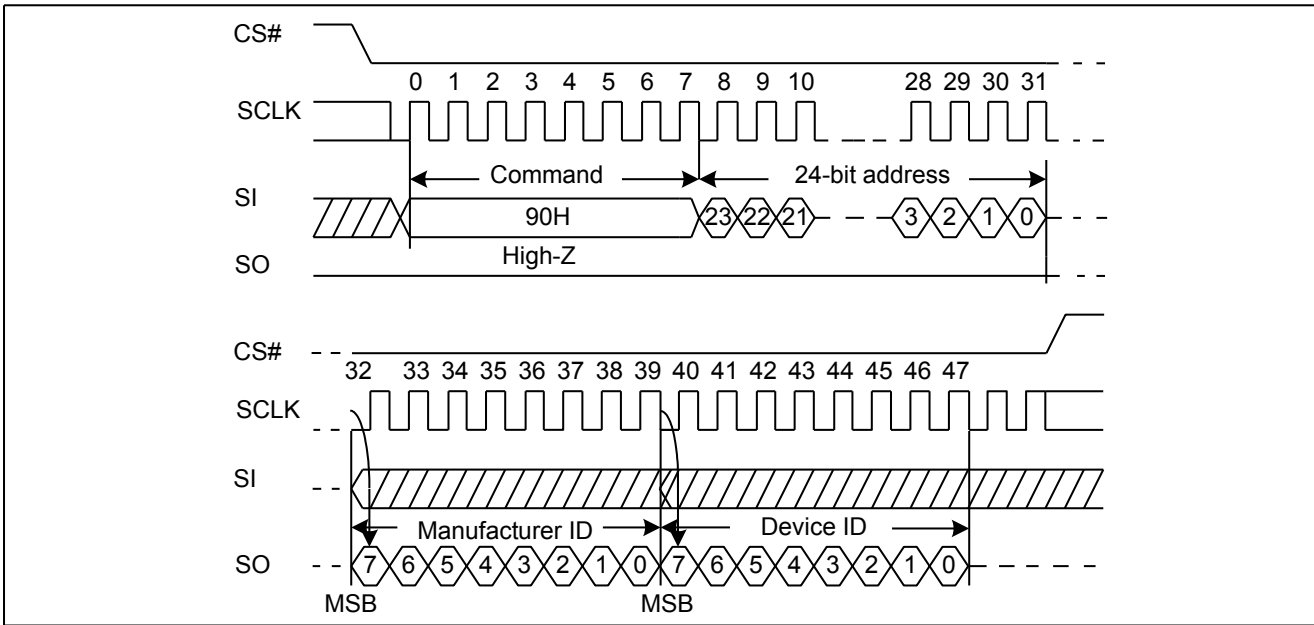 CS#
0 1 2 3 4 5 6 7 8 9 10 28 29 30 31
SCLK
Command 24-bit address
SI
90H 23 22 21 3 2 1 0
High-Z
SO
CS#
32 33 34 35 36 37 38 39 40 41 42 43 44 45 46 47
SCLK
SI
Manufacturer ID Device ID
SO 7 6 5 4 3 2 1 0 7 6 5 4 3 2 1 0
MSB MSB